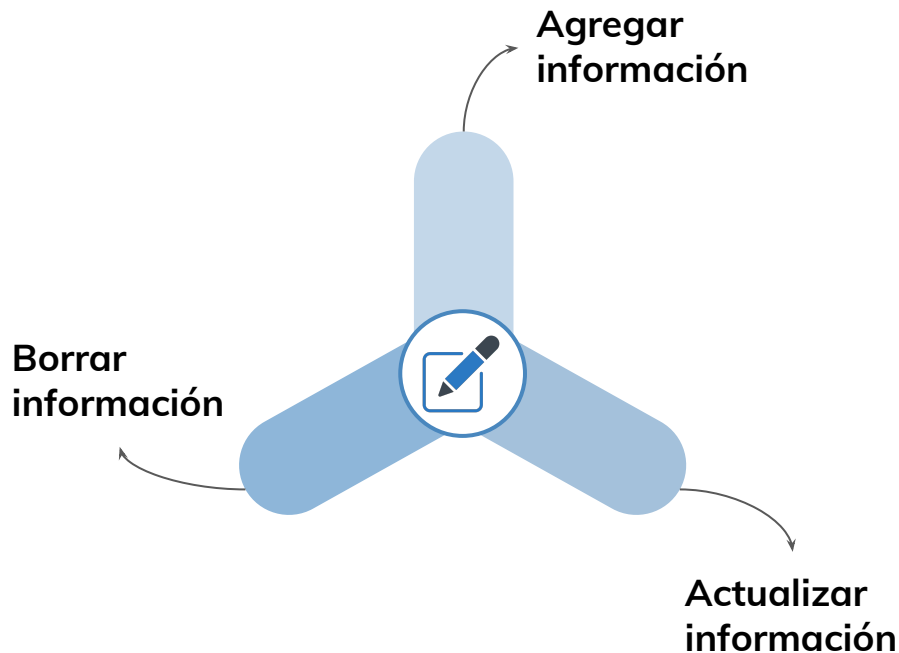 Agregar
información
Borrar
información
Actualizar
información